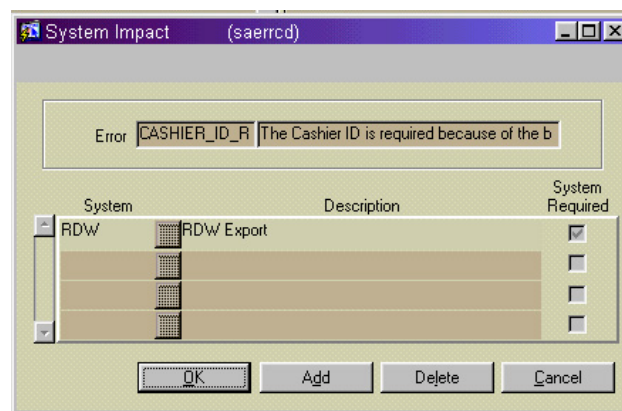 System Impact (saerrcd)
Error CASHIER_ID_R The Cashier ID is required because of the b
System Description System Required
RDW RDW Export
OK Add Delete Cancel